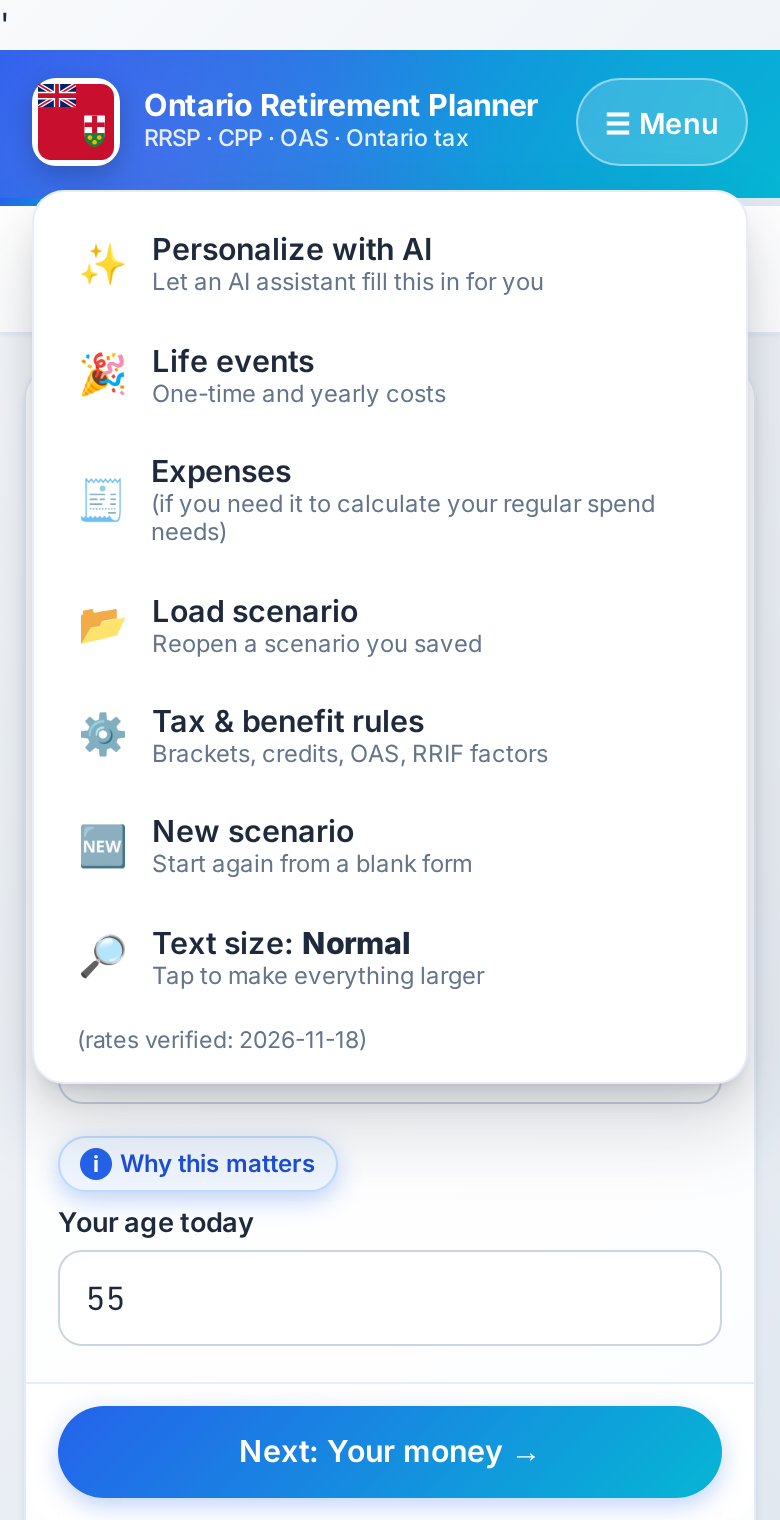 '
Ontario Retirement Planner
RRSP · CPP · OAS · Ontario tax
☰ Menu
Personalize with AI
Let an AI assistant fill this in for you
Life events
One-time and yearly costs
Expenses
(if you need it to calculate your regular spend
needs)
Load scenario
Reopen a scenario you saved
Tax & benefit rules
Brackets, credits, OAS, RRIF factors
NEW
New scenario
Start again from a blank form
Text size: Normal
Tap to make everything larger
(rates verified: 2026-11-18)
i Why this matters
Your age today
55
Next: Your money →